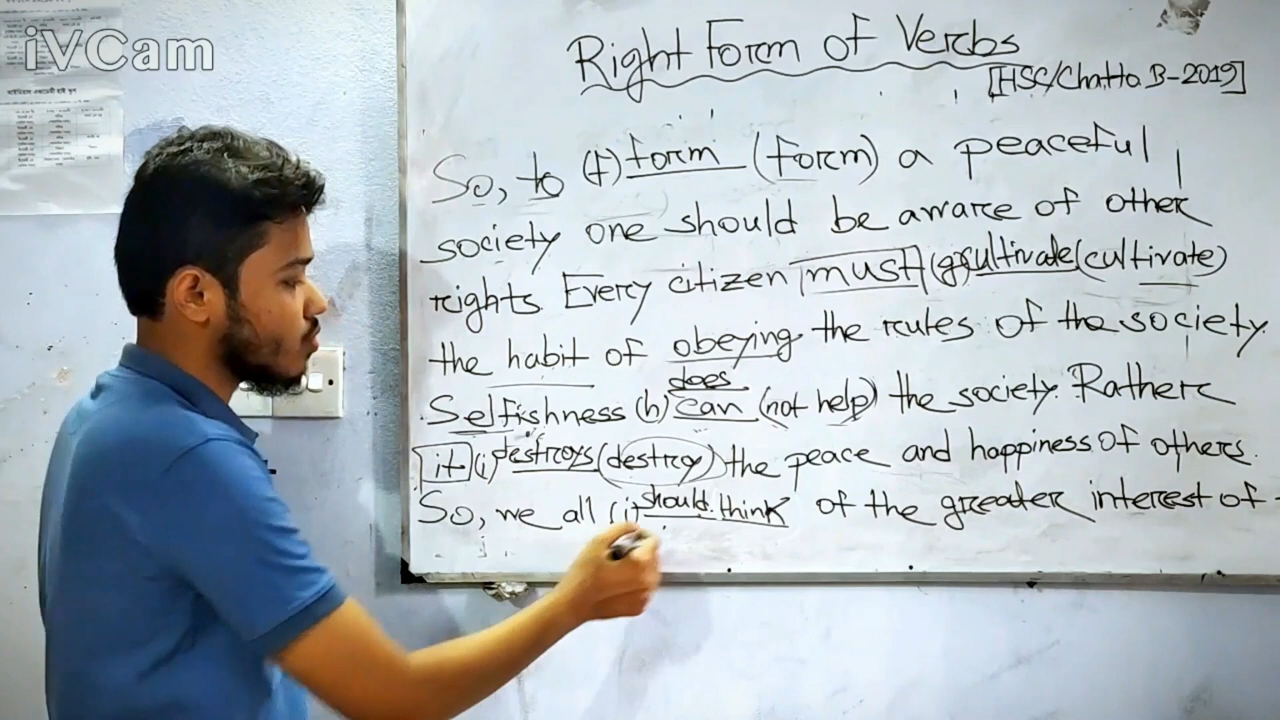 iVCam
Right Form of Verbs
[HSC/Chatto. B-2019]
So, to (f) form (form) a peaceful
society one should be aware of other
rights. Every citizen must (g) cultivate (cultivate)
the habit of obeying the rules of the society.
does
Selfishness (h) can (not help) the society. Rather
it (i) destroys (destroy) the peace and happiness of others.
So, we all should think of the greater interest of